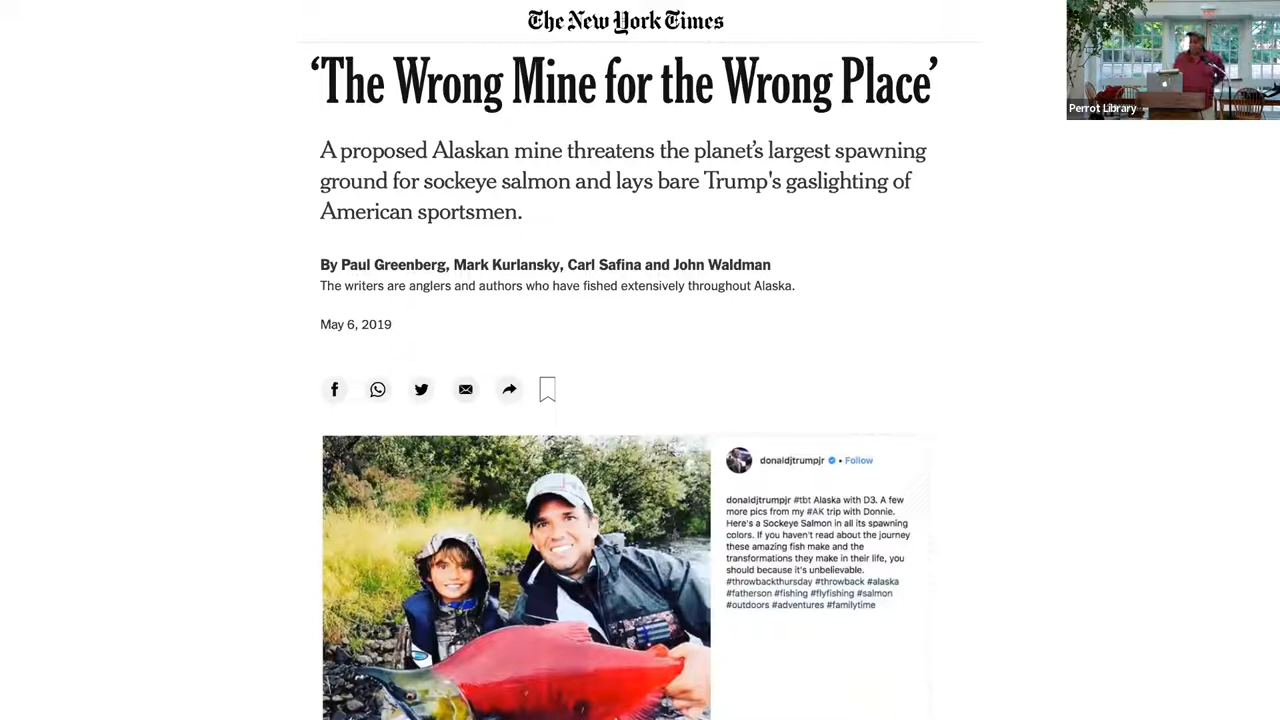 The New York Times
‘The Wrong Mine for the Wrong Place’
A proposed Alaskan mine threatens the planet’s largest spawning
ground for sockeye salmon and lays bare Trump's gaslighting of
American sportsmen.
By Paul Greenberg, Mark Kurlansky, Carl Safina and John Waldman
The writers are anglers and authors who have fished extensively throughout Alaska.
May 6, 2019
donaldjtrumpjr • Follow
donaldjtrumpjr #tbt Alaska with D3. A few
more pics from my #AK trip with Donnie.
Here's a Sockeye Salmon in all its spawning
colors. If you haven't read about the journey
these amazing fish make and the
transformations they make in their life, you
should because it's unbelievable.
#throwbackthursday #throwback #alaska
#fatherson #fishing #flyfishing #salmon
#outdoors #adventures #familytime
Perrot Library